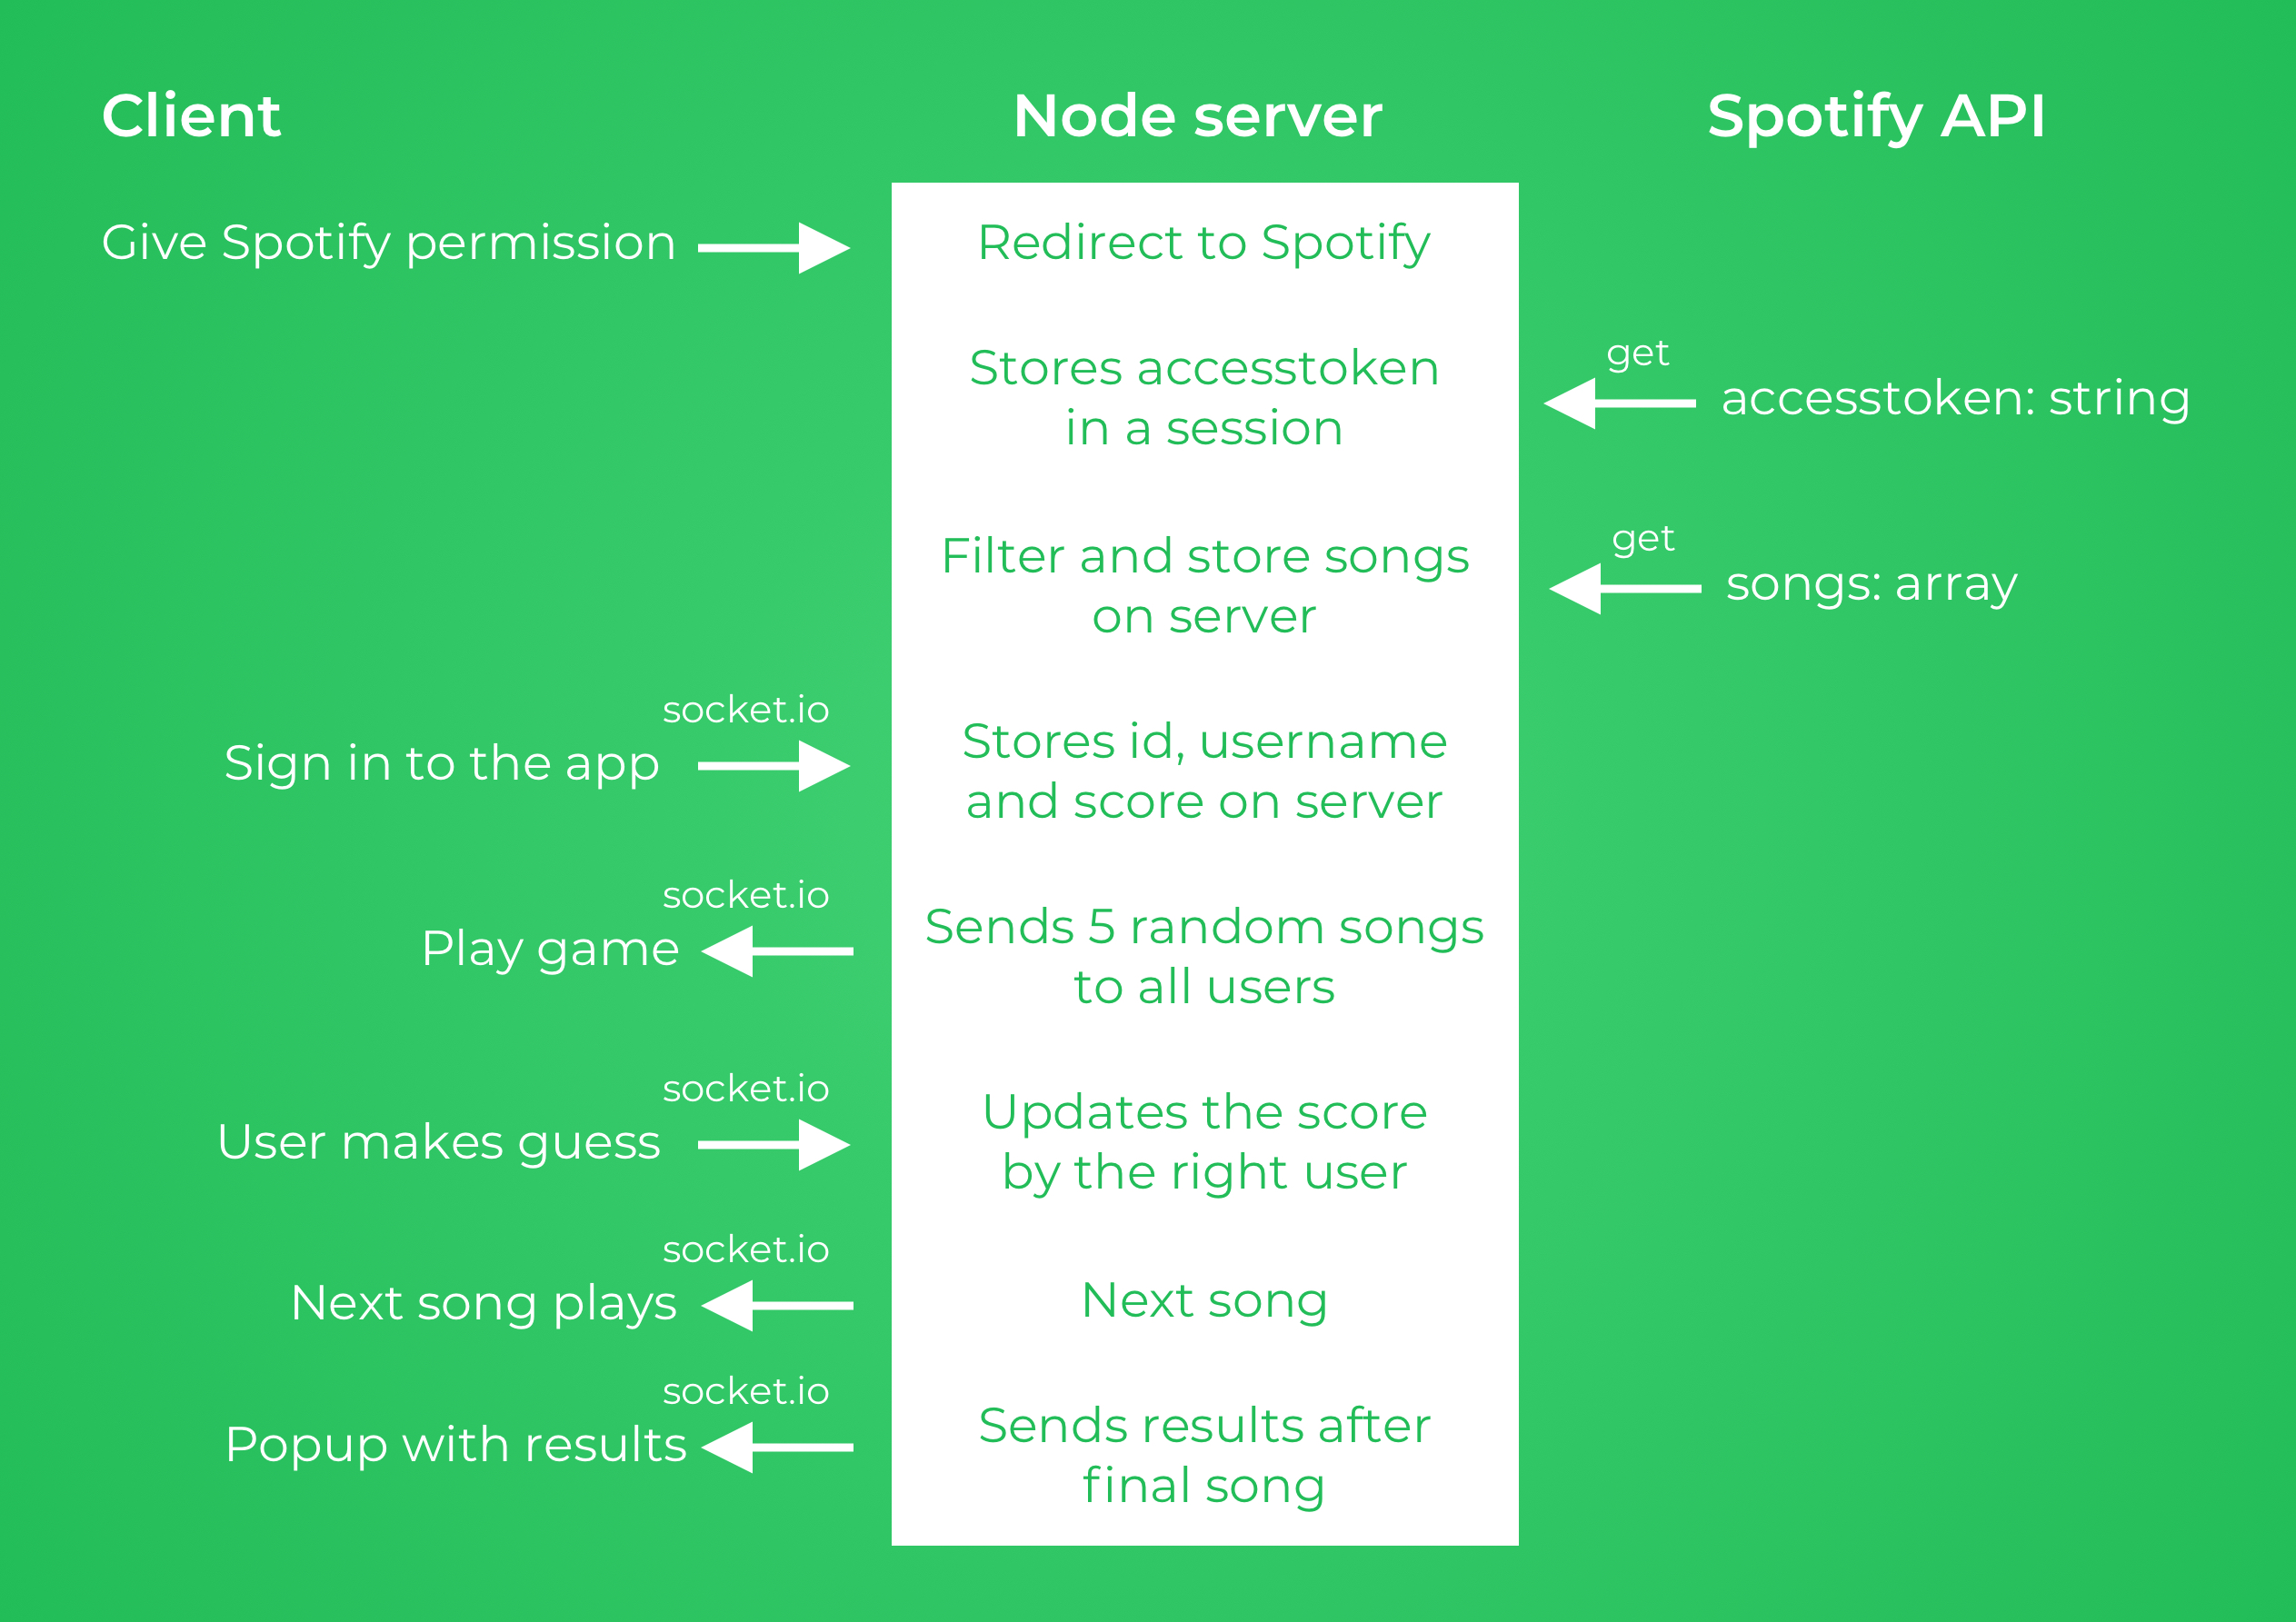 Client
Node server
Spotify API
Give Spotify permission
Redirect to Spotify
get
Stores accesstoken
in a session
accesstoken: string
get
Filter and store songs
on server
songs: array
socket.io
Sign in to the app
Stores id, username
and score on server
socket.io
Play game
Sends 5 random songs
to all users
socket.io
User makes guess
Updates the score
by the right user
socket.io
Next song plays
Next song
socket.io
Popup with results
Sends results after
final song